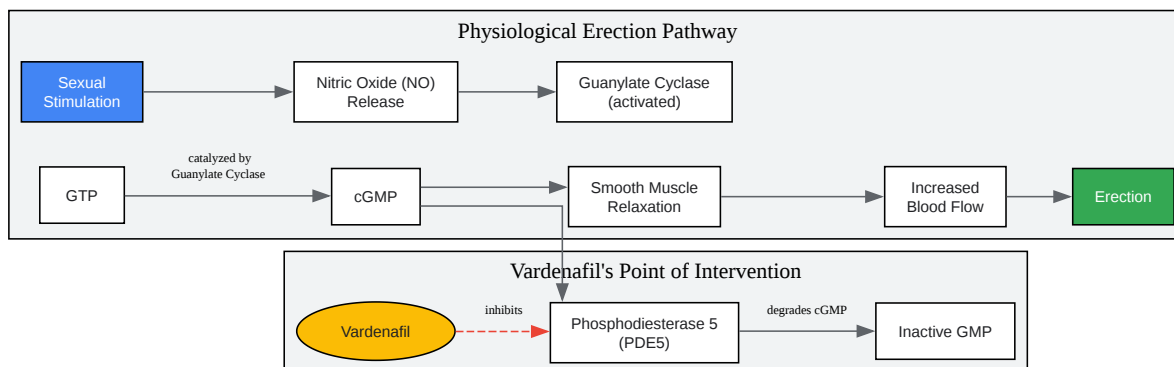 Physiological Erection Pathway
Sexual
Stimulation
Nitric Oxide (NO)
Release
Guanylate Cyclase
(activated)
GTP
catalyzed by
Guanylate Cyclase
cGMP
Smooth Muscle
Relaxation
Increased
Blood Flow
Erection
Vardenafil's Point of Intervention
Vardenafil
inhibits
Phosphodiesterase 5
(PDE5)
degrades cGMP
Inactive GMP